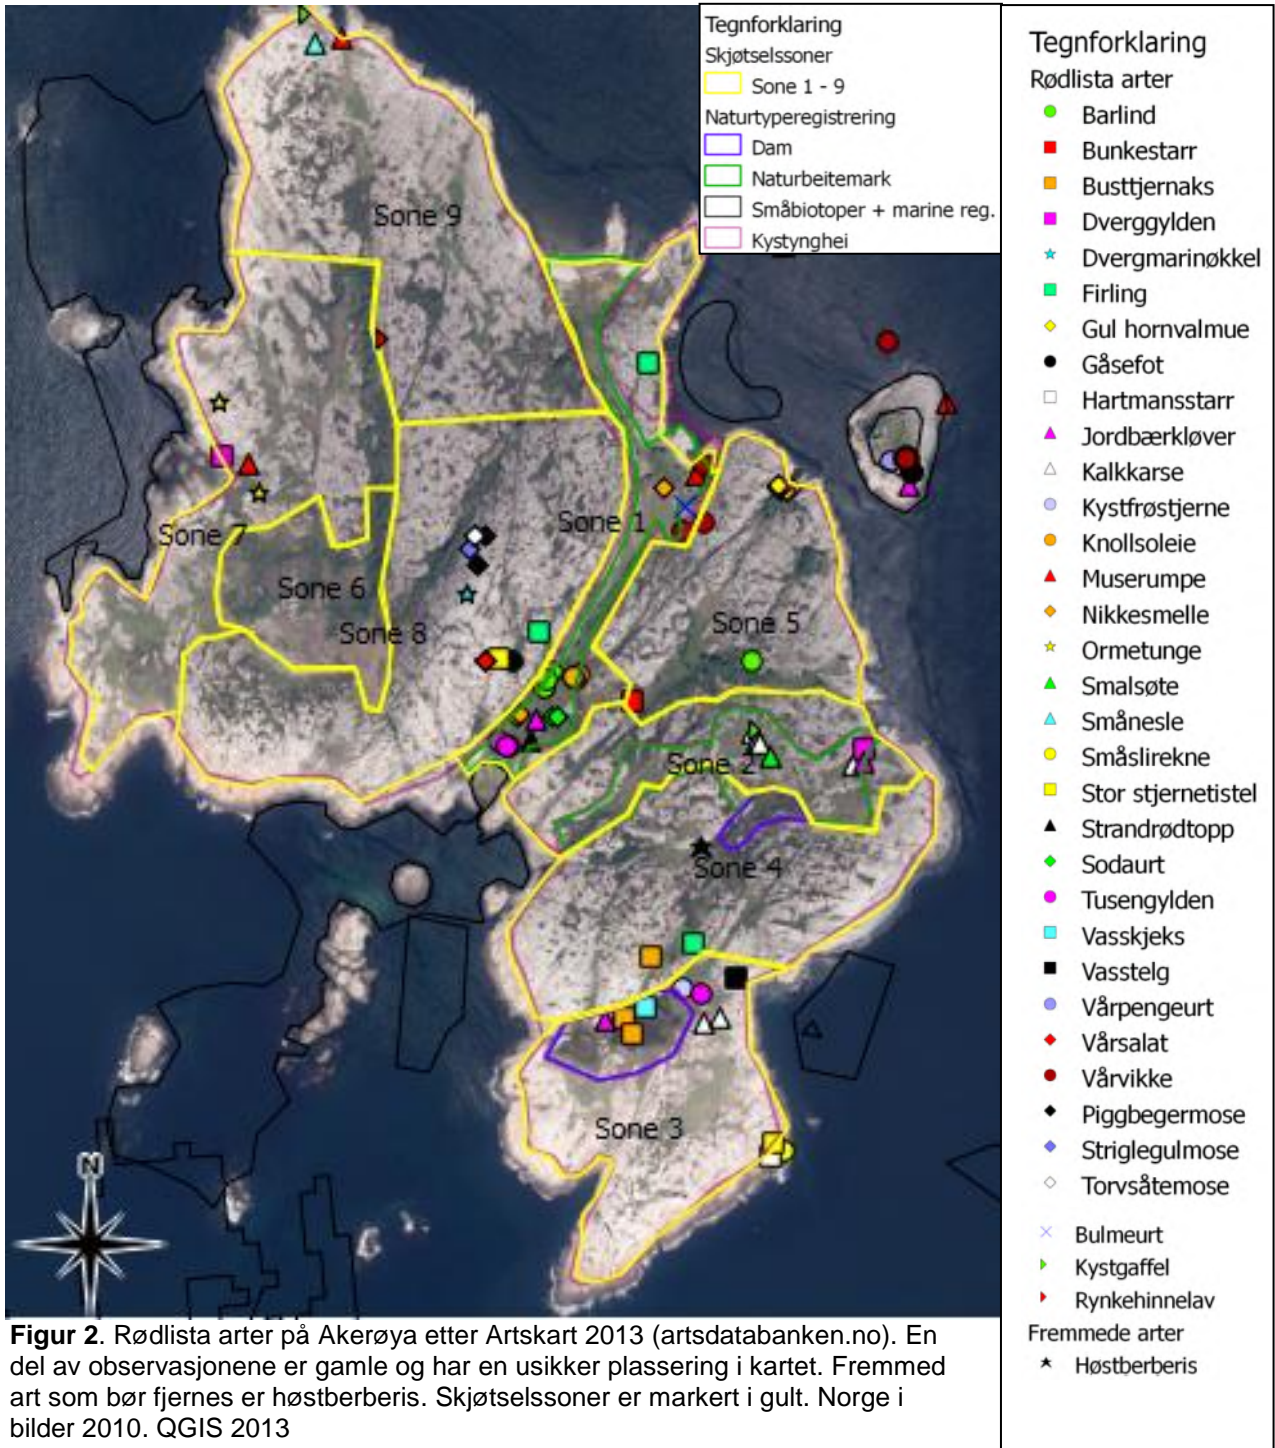 Tegnforklaring
Skjøtselssoner
Sone 1 - 9
Naturtyperegistrering
Dam
Naturbeitemark
Småbiotoper + marine reg.
Kystynghei
Sone 9
Sone 1
Sone 7
Sone 6
Sone 8
Sone 5
Sone 2
Sone 4
Sone 3
N
Tegnforklaring
Rødlista arter
Barlind
Bunkestarr
Busttjernaks
Dverggylden
Dvergmarinøkkel
Firling
Gul hornvalmue
Gåsefot
Hartmansstarr
Jordbærkløver
Kalkkarse
Kystfrøstjerne
Knollsoleie
Muserumpe
Nikkesmelle
Ormetunge
Smalsøte
Smånesle
Småslirekne
Stor stjernetistel
Strandrødtopp
Sodaurt
Tusengylden
Vasskjeks
Vasstelg
Vårpengeurt
Vårsalat
Vårvikke
Piggbegermose
Striglegulmose
Torvsåtemose
Bulmeurt
Kystgaffel
Rynkehinnelav
Fremmede arter
Høstberberis
Figur 2. Rødlista arter på Akerøya etter Artskart 2013 (artsdatabanken.no). En
del av observasjonene er gamle og har en usikker plassering i kartet. Fremmed
art som bør fjernes er høstberberis. Skjøtselssoner er markert i gult. Norge i
bilder 2010. QGIS 2013